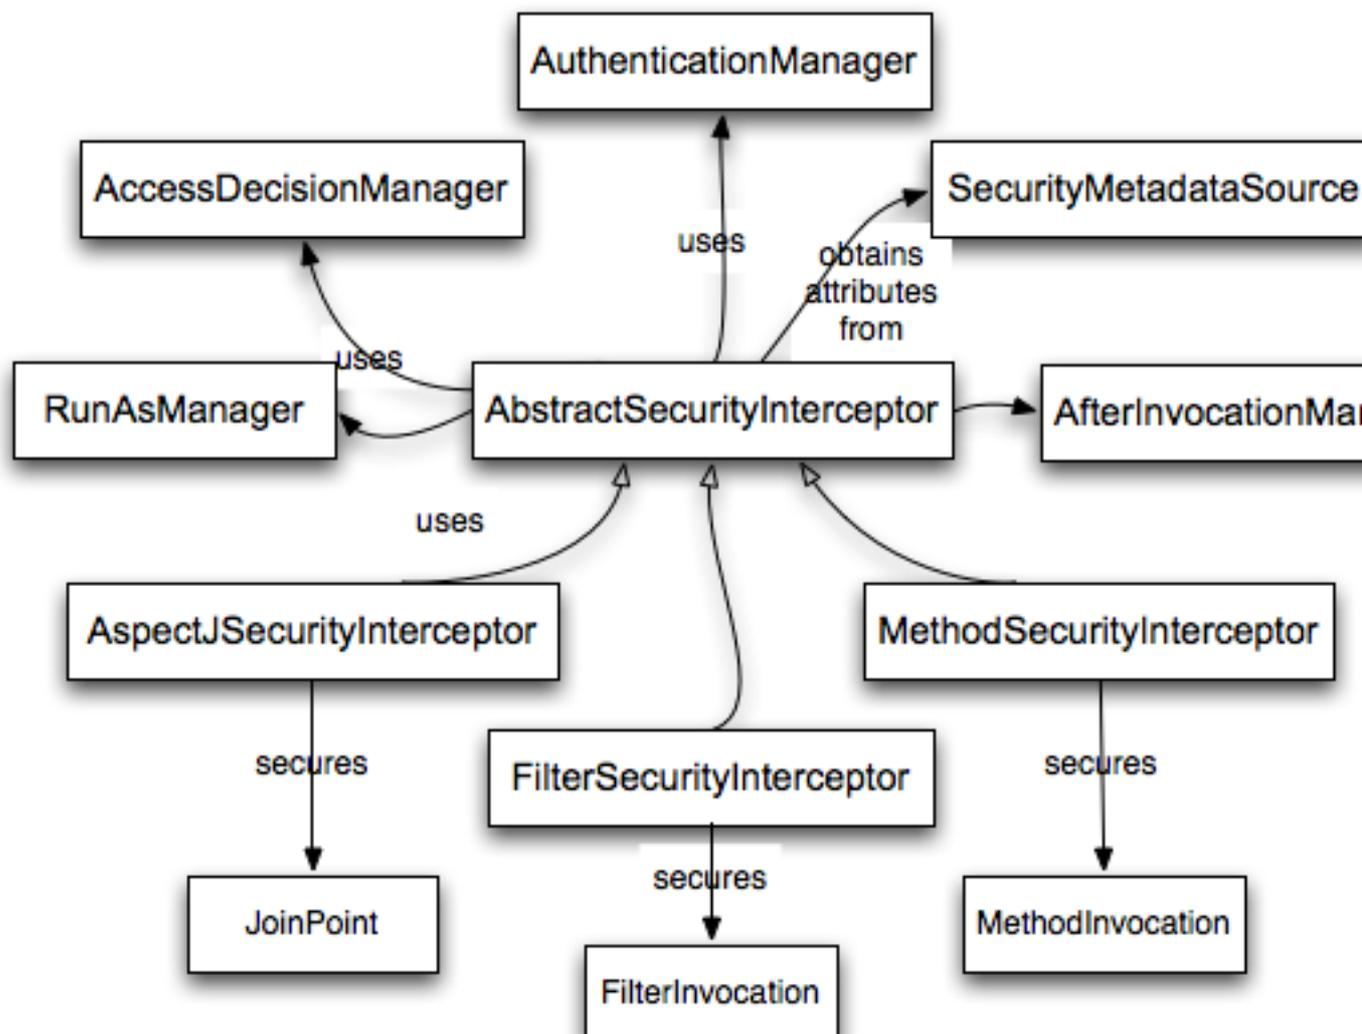 AuthenticationManager
AccessDecisionManager
SecurityMetadataSource
uses
obtains
attributes
from
uses
RunAsManager
AbstractSecurityInterceptor
AfterInvocationMan
uses
AspectJSecurityInterceptor
MethodSecurityInterceptor
secures
secures
FilterSecurityInterceptor
secures
JoinPoint
MethodInvocation
FilterInvocation